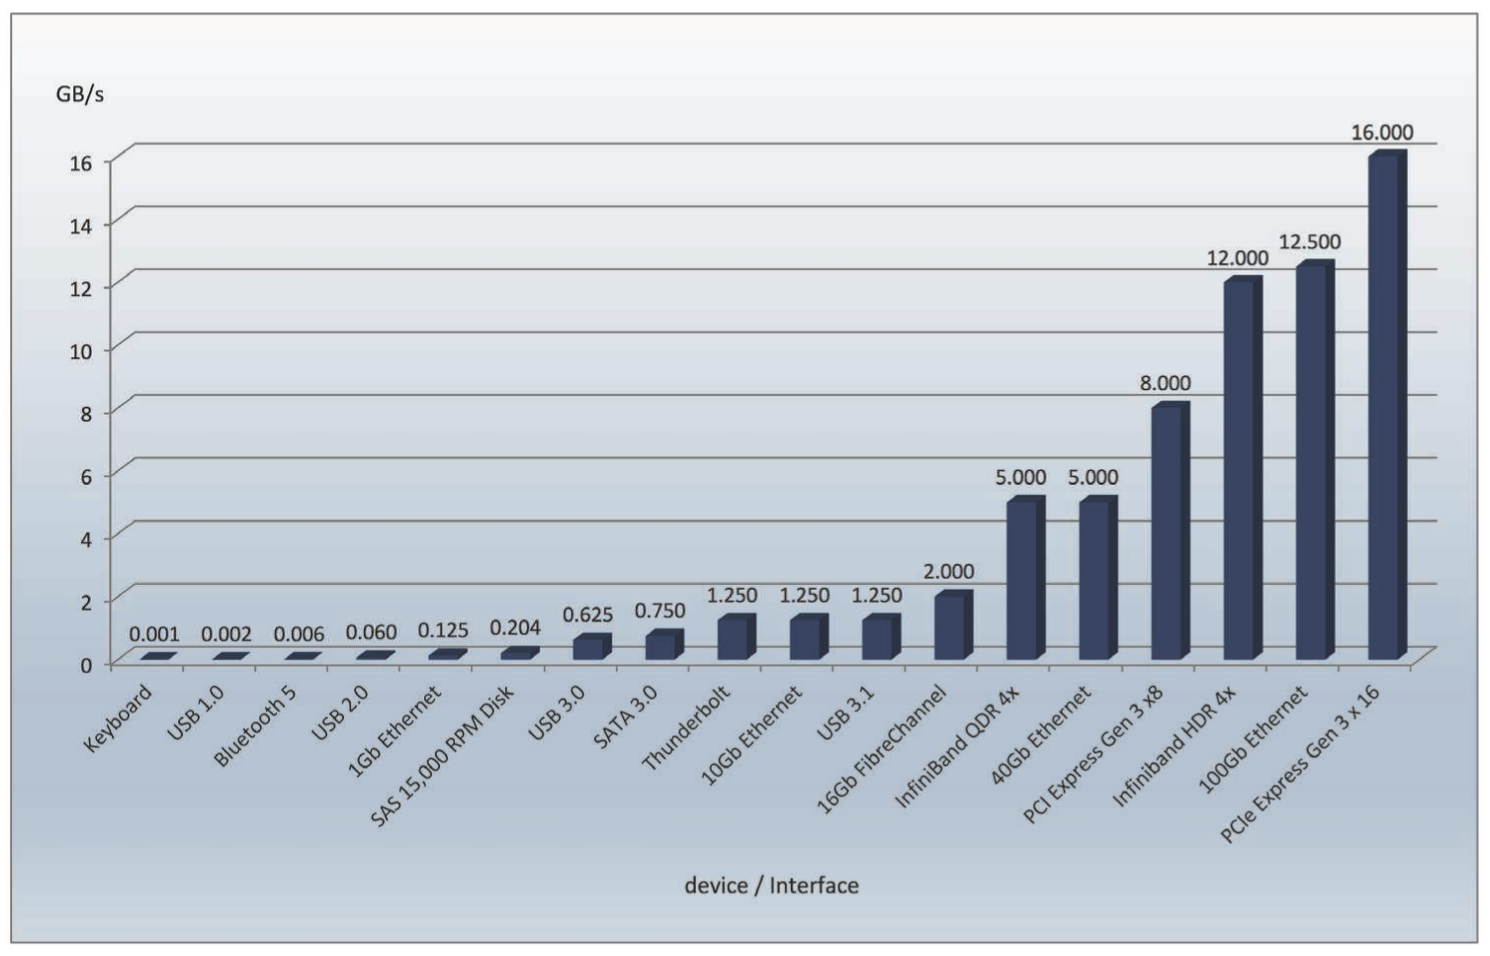 GB/s
16
14
12
10
8
6
4
2
0
0.001
0.002
0.006
0.060
0.125
0.204
0.625
0.750
1.250
1.250
1.250
2.000
5.000
5.000
8.000
12.000
12.500
16.000
Keyboard
USB 1.0
Bluetooth 5
USB 2.0
1Gb Ethernet
SAS 15,000 RPM Disk
USB 3.0
SATA 3.0
Thunderbolt
10Gb Ethernet
USB 3.1
16Gb FibreChannel
InfiniBand QDR 4x
40Gb Ethernet
PCI Express Gen 3 x8
Infiniband HDR 4x
100Gb Ethernet
PCIe Express Gen 3 x 16
device / Interface